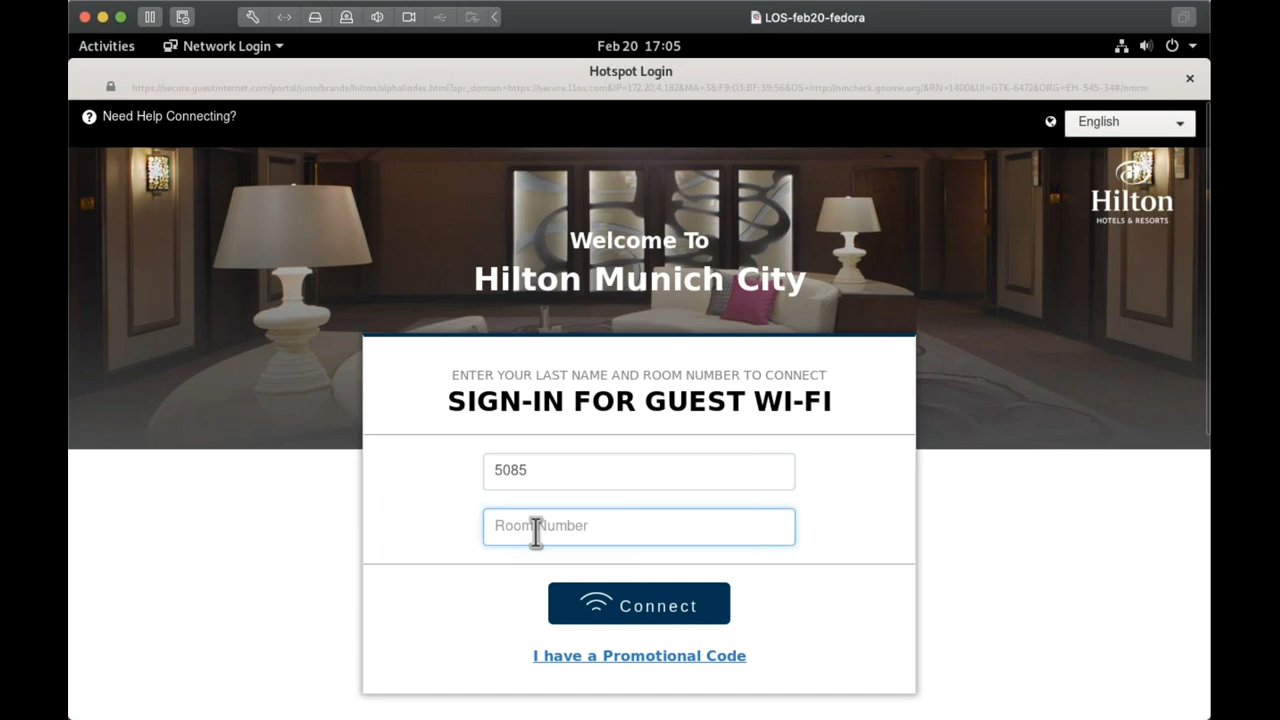 LOS-feb20-fedora
Activities Network Login Feb 20 17:05
Hotspot Login
Need Help Connecting? English
Hilton
HOTELS & RESORTS
Welcome To
Hilton Munich City
ENTER YOUR LAST NAME AND ROOM NUMBER TO CONNECT
SIGN-IN FOR GUEST WI-FI
5085
Room Number
Connect
I have a Promotional Code